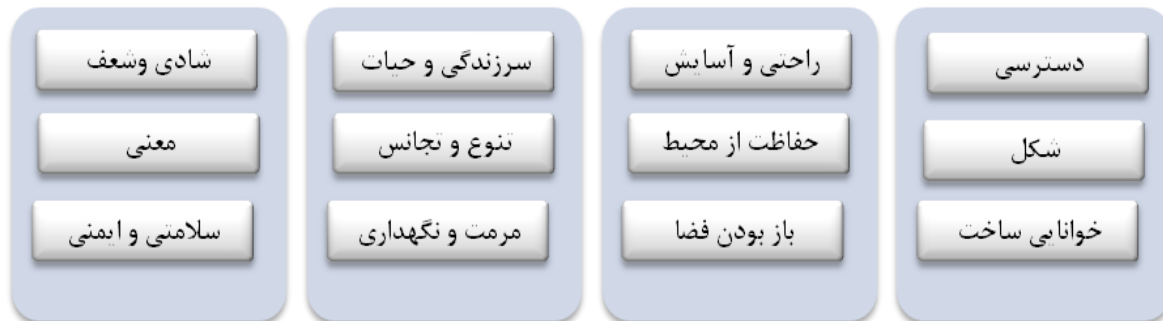 دسترسی
شکل
خوانایی ساخت
راحتی و آسایش
حفاظت از محیط
باز بودن فضا
سرزندگی و حیات
تنوع و تجانس
مرمت و نگهداری
شادی وشعف
معنی
سلامتی و ایمنی